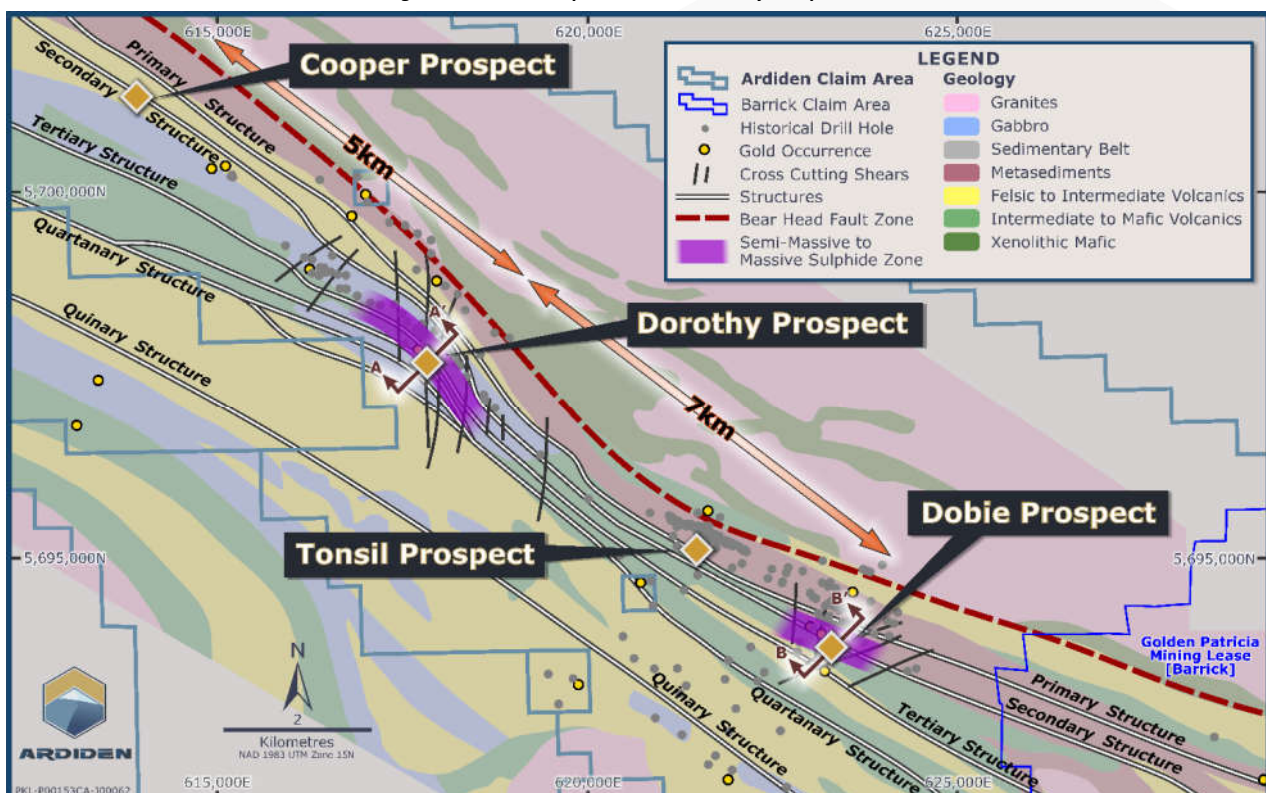 615,000E
620,000E
625,000E
Cooper Prospect
Primary Structure
Secondary Structure
Tertiary Structure
Quartanary Structure
Quinary Structure
5,700,000N
5km
LEGEND
Ardiden Claim Area
Barrick Claim Area
Historical Drill Hole
Gold Occurrence
Cross Cutting Shears
Structures
Bear Head Fault Zone
Semi-Massive to
Massive Sulphide Zone
Geology
Granites
Gabbro
Sedimentary Belt
Metasediments
Felsic to Intermediate Volcanics
Intermediate to Mafic Volcanics
Xenolithic Mafic
A'
A
Dorothy Prospect
7km
Dobie Prospect
Tonsil Prospect
5,695,000N
5,695,000N
B'
B
Golden Patricia
Mining Lease
[Barrick]
Primary Structure
Secondary Structure
Tertiary Structure
Quartanary Structure
Quinary Structure
N
2
Kilometres
NAD 1983 UTM Zone 15N
ARDIDEN
PKL-P00153CA-J00062
615,000E
620,000E
625,000E